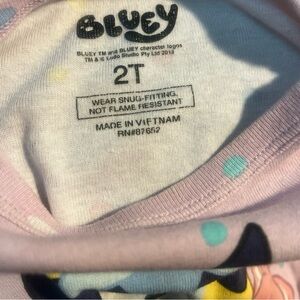 BLUEY
BLUEY TM and BLUEY character logos
TM & © Ludo Studio Pty Ltd 2018
2T
WEAR SNUG-FITTING,
NOT FLAME RESISTANT
MADE IN VIETNAM
RN#87652